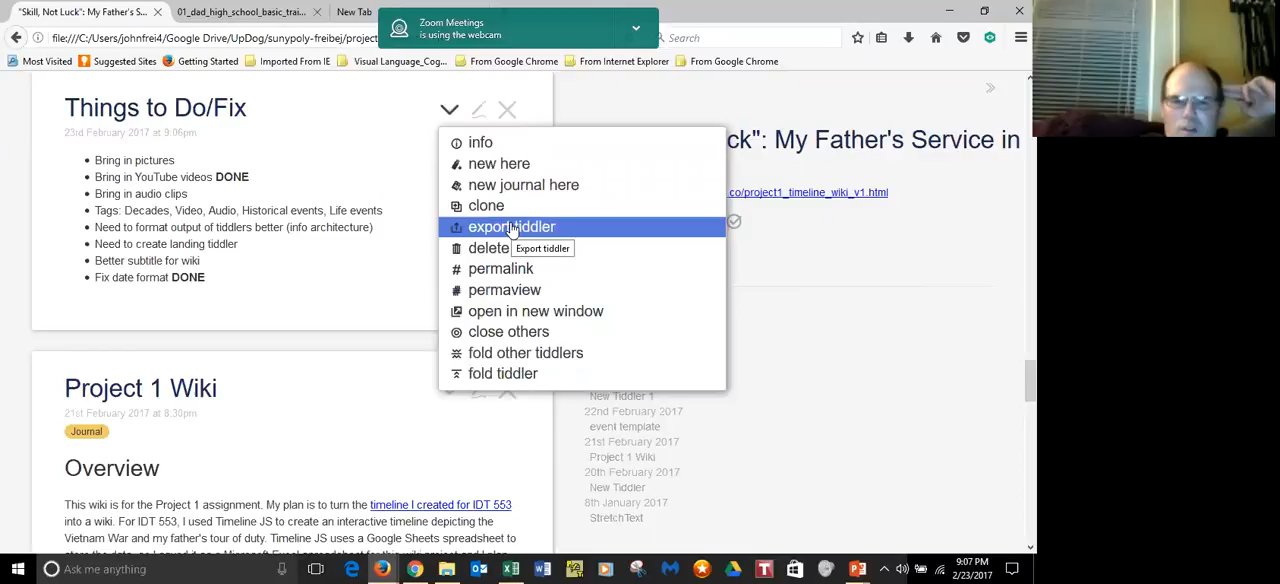 "Skill, Not Luck": My Father's S...
01_dad_high_school_basic_trai...
New Tab
Zoom Meetings
is using the webcam
file:///C:/Users/johnfrei4/Google Drive/UpDog/sunypoly-freibej/project
Search
Most Visited
Suggested Sites
Getting Started
Imported From IE
Visual Language_Cog...
From Google Chrome
From Internet Explorer
From Google Chrome
Things to Do/Fix
23rd February 2017 at 9:06pm
Bring in pictures
Bring in YouTube videos DONE
Bring in audio clips
Tags: Decades, Video, Audio, Historical events, Life events
Need to format output of tiddlers better (info architecture)
Need to create landing tiddler
Better subtitle for wiki
Fix date format DONE
info
new here
new journal here
clone
export tiddler
delete
Export tiddler
permalink
permaview
open in new window
close others
fold other tiddlers
fold tiddler
ck": My Father's Service in
.co/project1_timeline_wiki_v1.html
New Tiddler 1
22nd February 2017
event template
21st February 2017
Project 1 Wiki
20th February 2017
New Tiddler
8th January 2017
StretchText
Project 1 Wiki
21st February 2017 at 8.30pm
Journal
Overview
This wiki is for the Project 1 assignment. My plan is to turn the timeline I created for IDT 553
into a wiki. For IDT 553, I used Timeline JS to create an interactive timeline depicting the
Vietnam War and my father's tour of duty. Timeline JS uses a Google Sheets spreadsheet to
Ask me anything
9:07 PM
2/23/2017